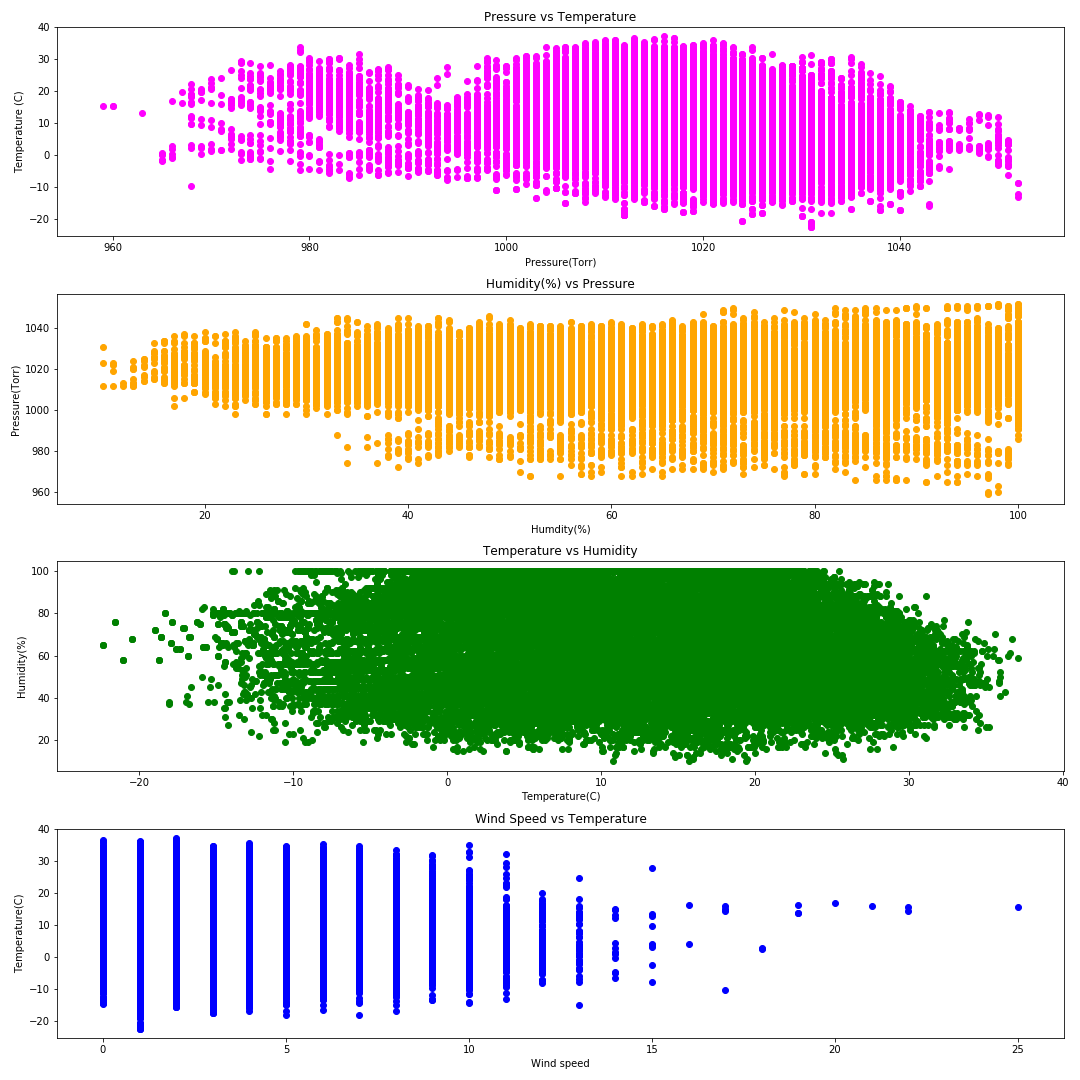 Pressure vs Temperature
40
30
20
10
0
−10
−20
Temperature (C)
960 980 1000 1020 1040
Pressure(Torr)
Humidity(%) vs Pressure
1040
1020
1000
980
960
Pressure(Torr)
20 40 60 80 100
Humdity(%)
Temperature vs Humidity
100
80
60
40
20
Humidity(%)
−20 −10 0 10 20 30 40
Temperature(C)
Wind Speed vs Temperature
40
30
20
10
0
−10
−20
Temperature(C)
0 5 10 15 20 25
Wind speed